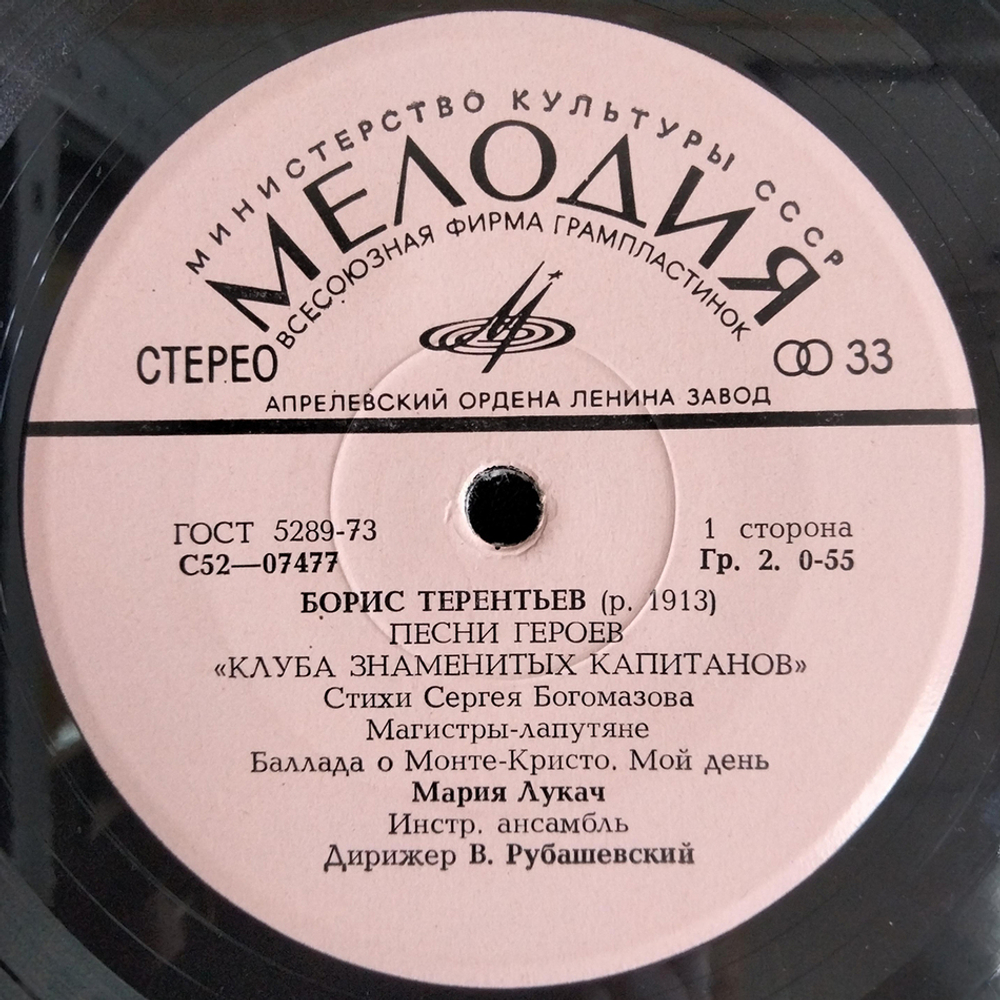 МИНИСТЕРСТВО КУЛЬТУРЫ СССР
МЕЛОДИЯ
ВСЕСОЮЗНАЯ ФИРМА ГРАМПЛАСТИНОК
СТЕРЕО 33
АПРЕЛЕВСКИЙ ОРДЕНА ЛЕНИНА ЗАВОД
ГОСТ 5289-73 1 сторона
С52—07477 Гр. 2. 0-55
БОРИС ТЕРЕНТЬЕВ (р. 1913)
ПЕСНИ ГЕРОЕВ
«КЛУБА ЗНАМЕНИТЫХ КАПИТАНОВ»
Стихи Сергея Богомазова
Магистры-лапутяне
Баллада о Монте-Кристо. Мой день
Мария Лукач
Инстр. ансамбль
Дирижер В. Рубашевский